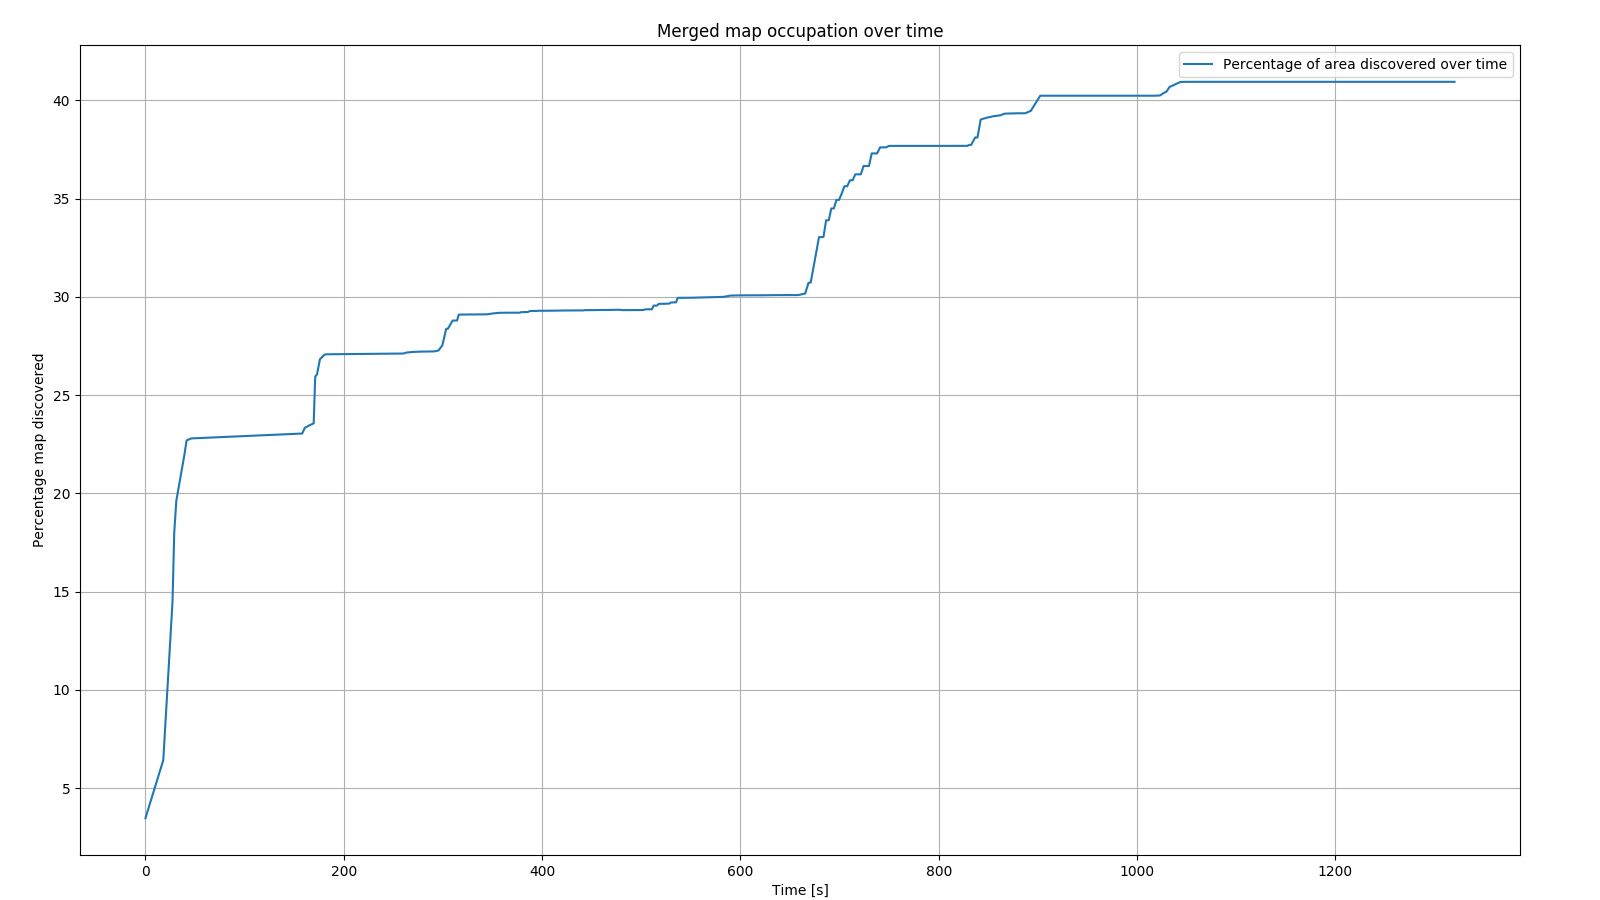 Merged map occupation over time
Percentage of area discovered over time
40
35
30
25
20
15
10
5
Percentage map discovered
0 200 400 600 800 1000 1200
Time [s]